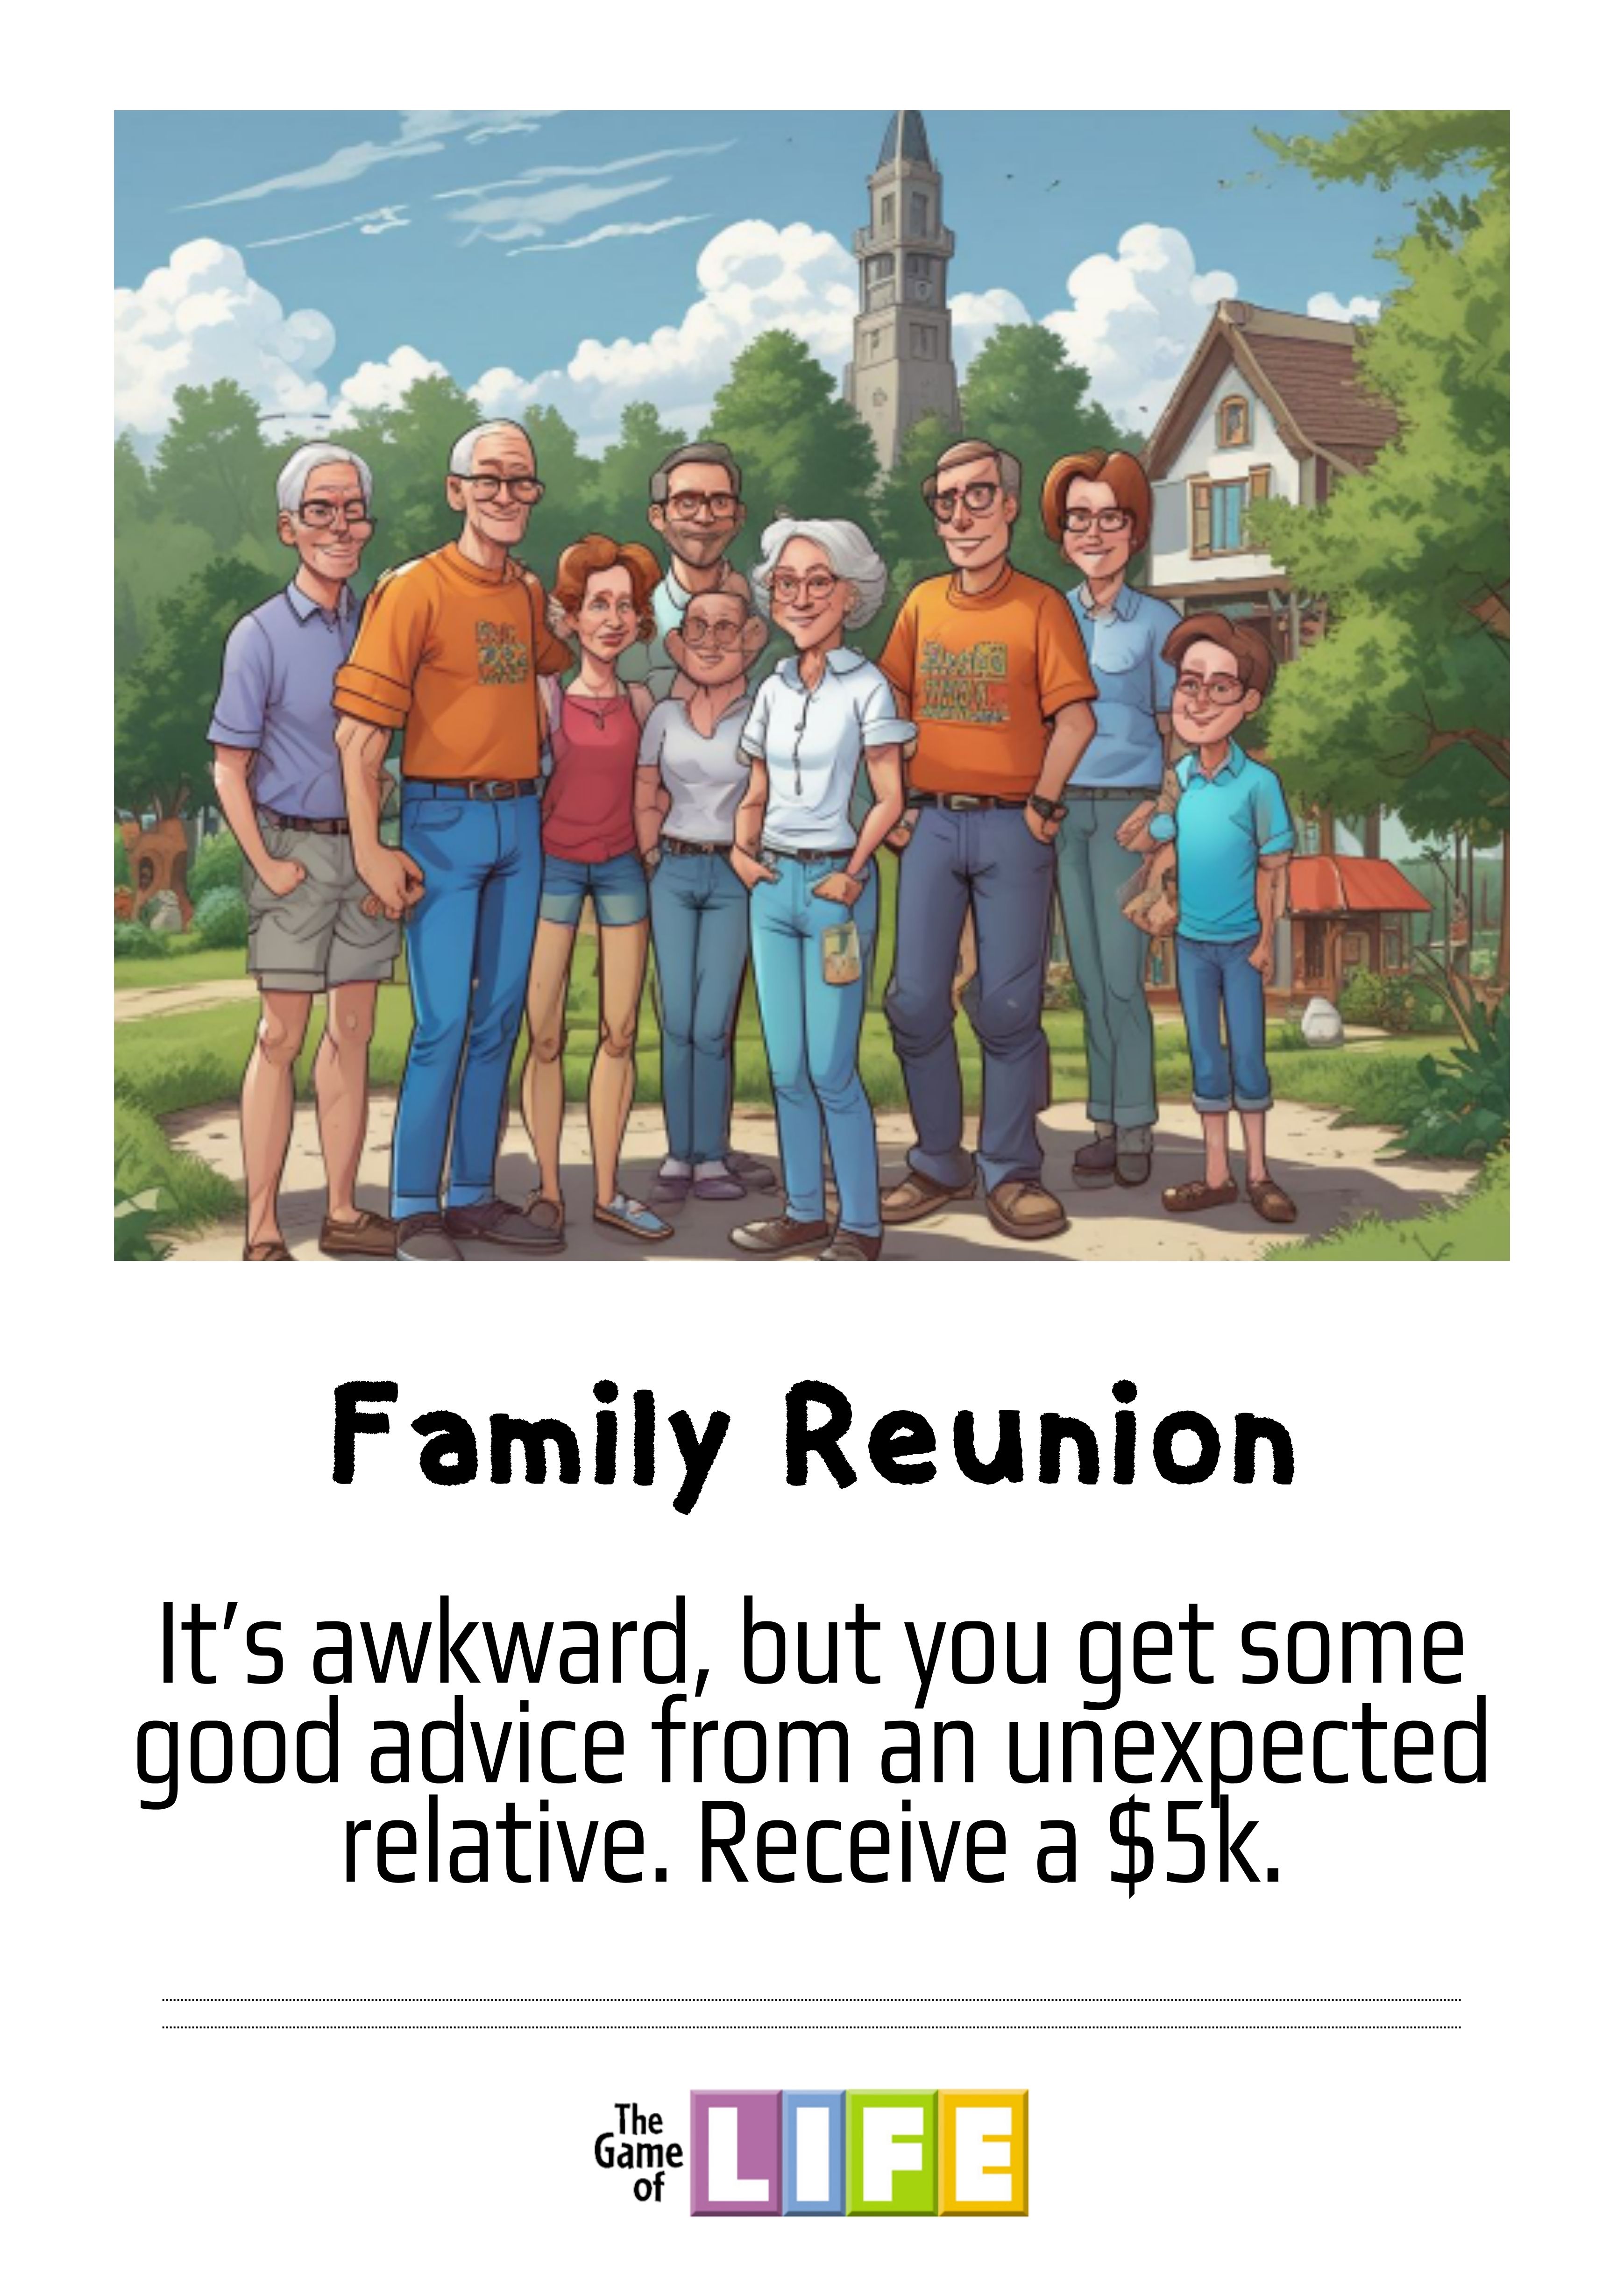 Family Reunion
It’s awkward, but you get some
good advice from an unexpected
relative. Receive a $5k.
The
Game
of
LIFE